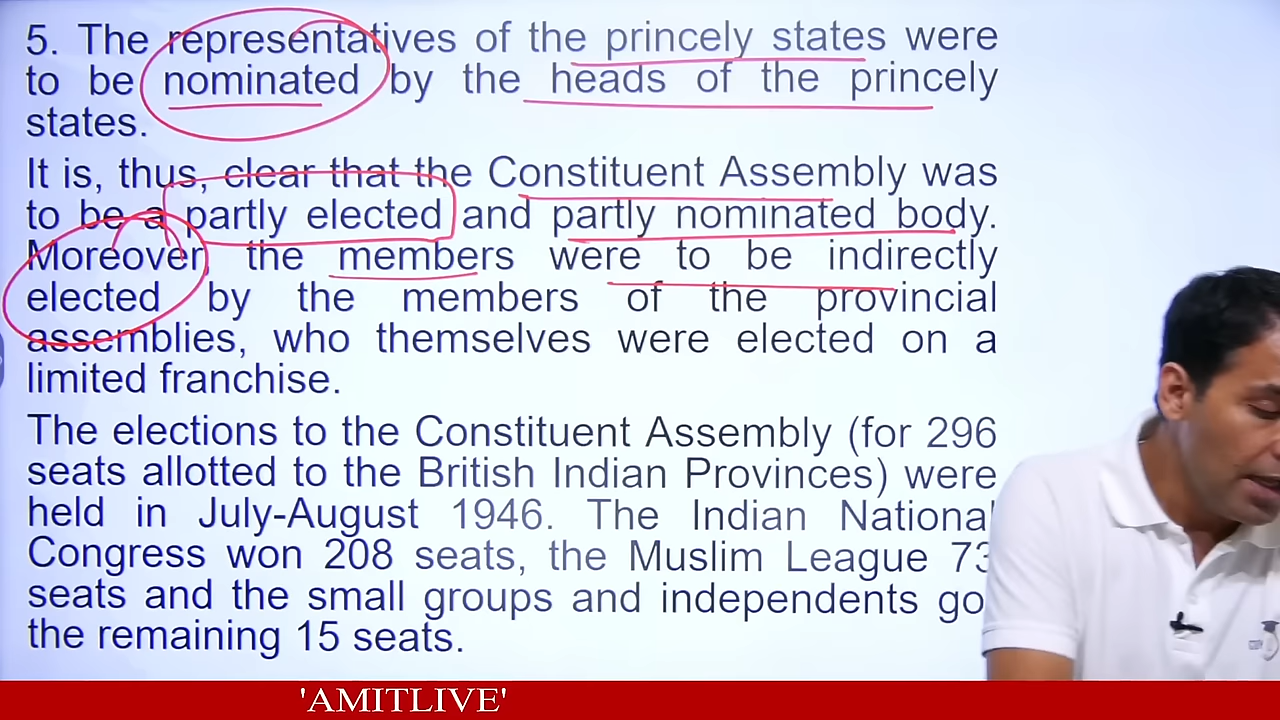 5. The representatives of the princely states were
to be nominated by the heads of the princely
states.
It is, thus, clear that the Constituent Assembly was
to be a partly elected and partly nominated body.
Moreover, the members were to be indirectly
elected by the members of the provincial
assemblies, who themselves were elected on a
limited franchise.
The elections to the Constituent Assembly (for 296
seats allotted to the British Indian Provinces) were
held in July-August 1946. The Indian National
Congress won 208 seats, the Muslim League 73
seats and the small groups and independents go
the remaining 15 seats.
'AMITLIVE'